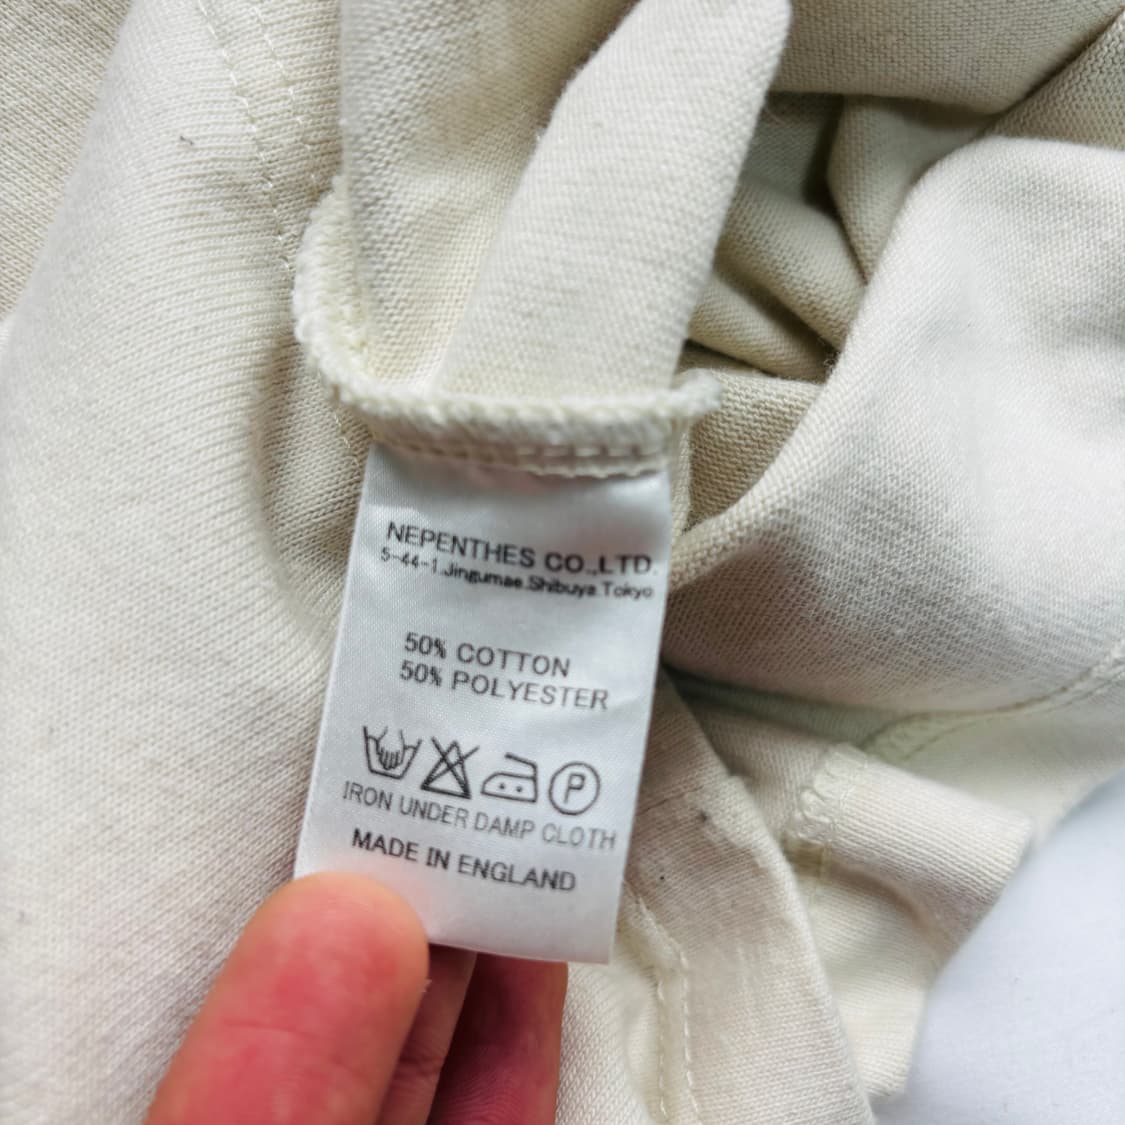 NEPENTHES CO.,LTD.
5-44-1.Jingumae.Shibuya.Tokyo
50% COTTON
50% POLYESTER
P
IRON UNDER DAMP CLOTH
MADE IN ENGLAND